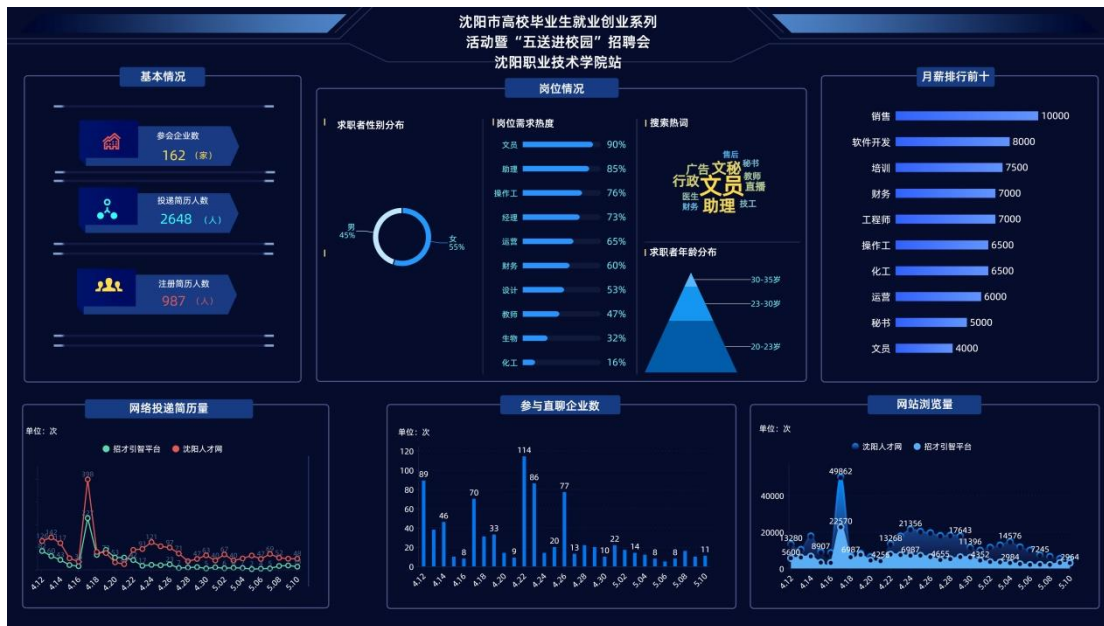 沈阳市高校毕业生就业创业系列
活动暨“五送进校园”招聘会
沈阳职业技术学院站
基本情况
参会企业数
162 (家)
投递简历人数
2648 (人)
注册简历人数
987 (人)
岗位情况
求职者性别分布
男
45%
女
55%
岗位需求热度
文员 90%
助理 85%
操作工 76%
经理 73%
运营 65%
财务 60%
设计 53%
教师 47%
生物 32%
化工 16%
搜索热词
售后
广告 文秘 秘书
行政 文员 教师
直播
医生
财务 助理 技工
求职者年龄分布
30-35岁
23-30岁
20-23岁
月薪排行前十
销售 10000
软件开发 8000
培训 7500
财务 7000
工程师 7000
操作工 6500
化工 6500
运营 6000
秘书 5000
文员 4000
网络投递简历量
单位: 次
招才引智平台 沈阳人才网
4.12 4.14 4.16 4.18 4.20 4.22 4.24 4.26 4.28 4.30 5.02 5.04 5.06 5.08 5.10
参与直聊企业数
单位: 次
120
100
80
60
40
20
0
89 46 8 70 33 9 114 86 20 77 13 10 22 14 8 8 11
4.12 4.14 4.16 4.18 4.20 4.22 4.24 4.26 4.28 4.30 5.02 5.04 5.06 5.08 5.10
网站浏览量
单位: 次
沈阳人才网 招才引智平台
40000
20000
0
49862
22570
13280 8907 21356 17643 14576
5600 6987 4256 13268 6987 4655 11396 4352 2984 7245 2964
4.12 4.14 4.16 4.18 4.20 4.22 4.24 4.26 4.28 4.30 5.02 5.04 5.06 5.08 5.10